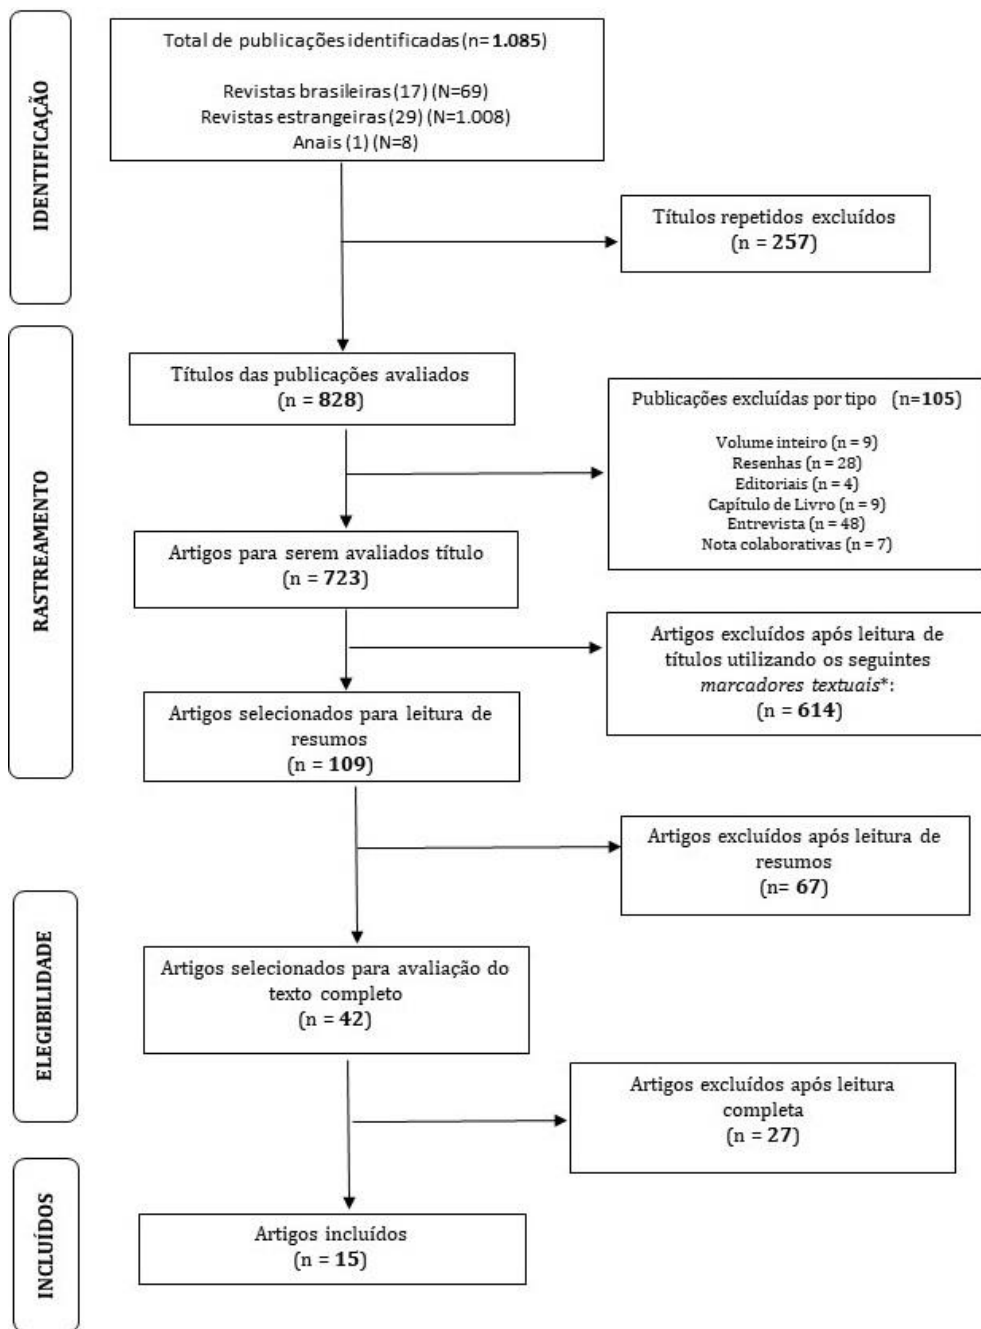 IDENTIFICAÇÃO
Total de publicações identificadas (n= 1.085)
Revistas brasileiras (17) (N=69)
Revistas estrangeiras (29) (N=1.008)
Anais (1) (N=8)
Títulos repetidos excluídos
(n = 257)
RASTREAMENTO
Títulos das publicações avaliados
(n = 828)
Publicações excluídas por tipo (n=105)
Volume inteiro (n = 9)
Resenhas (n = 28)
Editoriais (n = 4)
Capítulo de Livro (n = 9)
Entrevista (n = 48)
Nota colaborativas (n = 7)
Artigos para serem avaliados título
(n = 723)
Artigos excluídos após leitura de
títulos utilizando os seguintes
marcadores textuais*:
(n = 614)
Artigos selecionados para leitura de
resumos
(n = 109)
Artigos excluídos após leitura de
resumos
(n= 67)
ELEGIBILIDADE
Artigos selecionados para avaliação do
texto completo
(n = 42)
Artigos excluídos após leitura
completa
(n = 27)
INCLUÍDOS
Artigos incluídos
(n = 15)